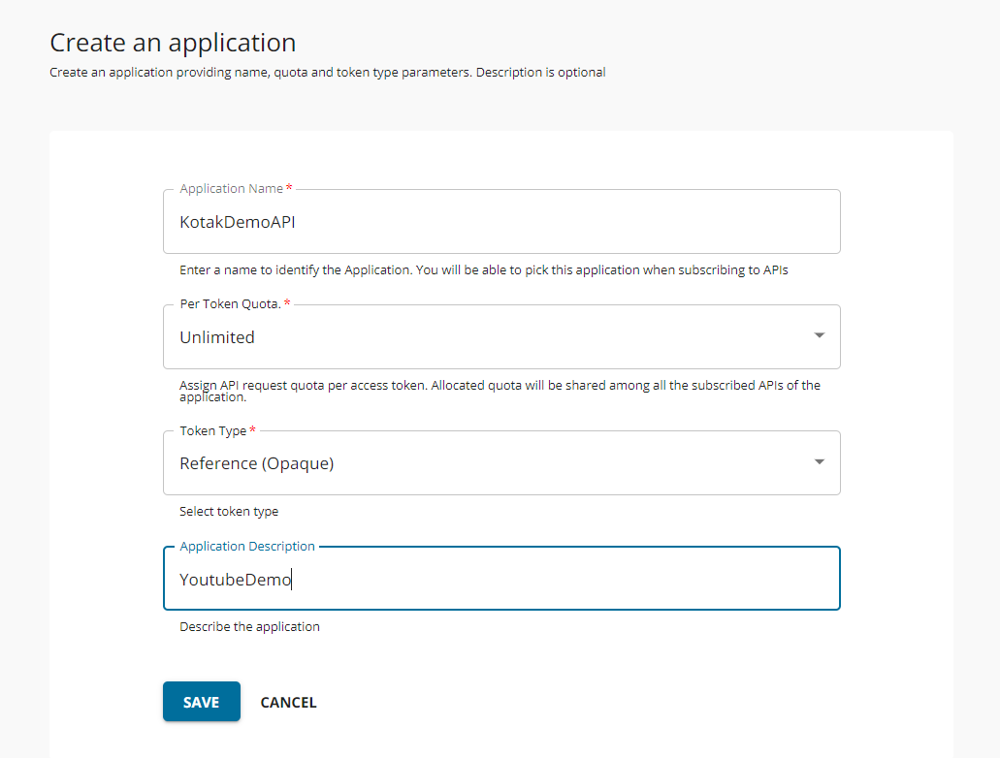 Create an application
Create an application providing name, quota and token type parameters. Description is optional
Application Name *
KotakDemoAPI
Enter a name to identify the Application. You will be able to pick this application when subscribing to APIs
Per Token Quota. *
Unlimited
Assign API request quota per access token. Allocated quota will be shared among all the subscribed APIs of the
application.
Token Type *
Reference (Opaque)
Select token type
Application Description
YoutubeDemo
Describe the application
SAVE CANCEL